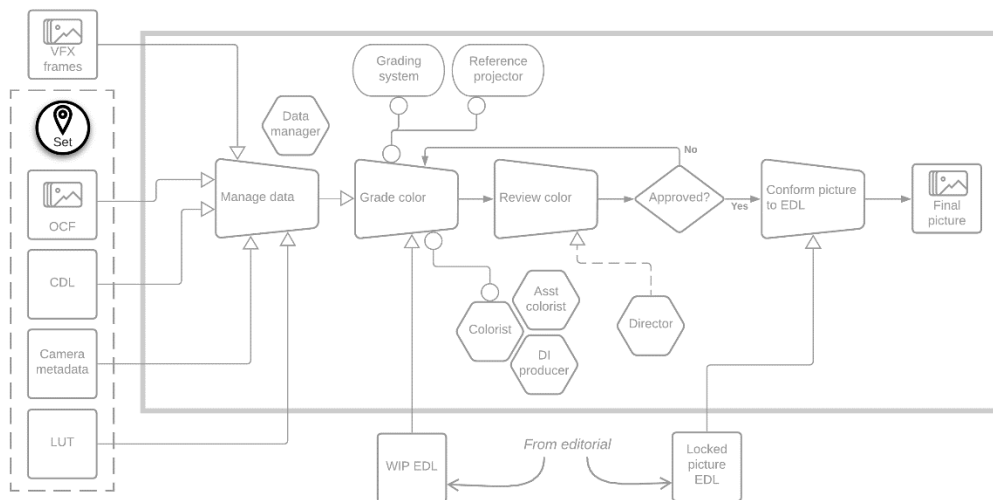 VFX
frames
Set
OCF
CDL
Camera
metadata
LUT
Data
manager
Manage data
Grading
system
Reference
projector
Grade color
Review color
No
Approved?
Yes
Conform picture
to EDL
Final
picture
Colorist
Asst
colorist
DI
producer
Director
WIP EDL
From editorial
Locked
picture
EDL